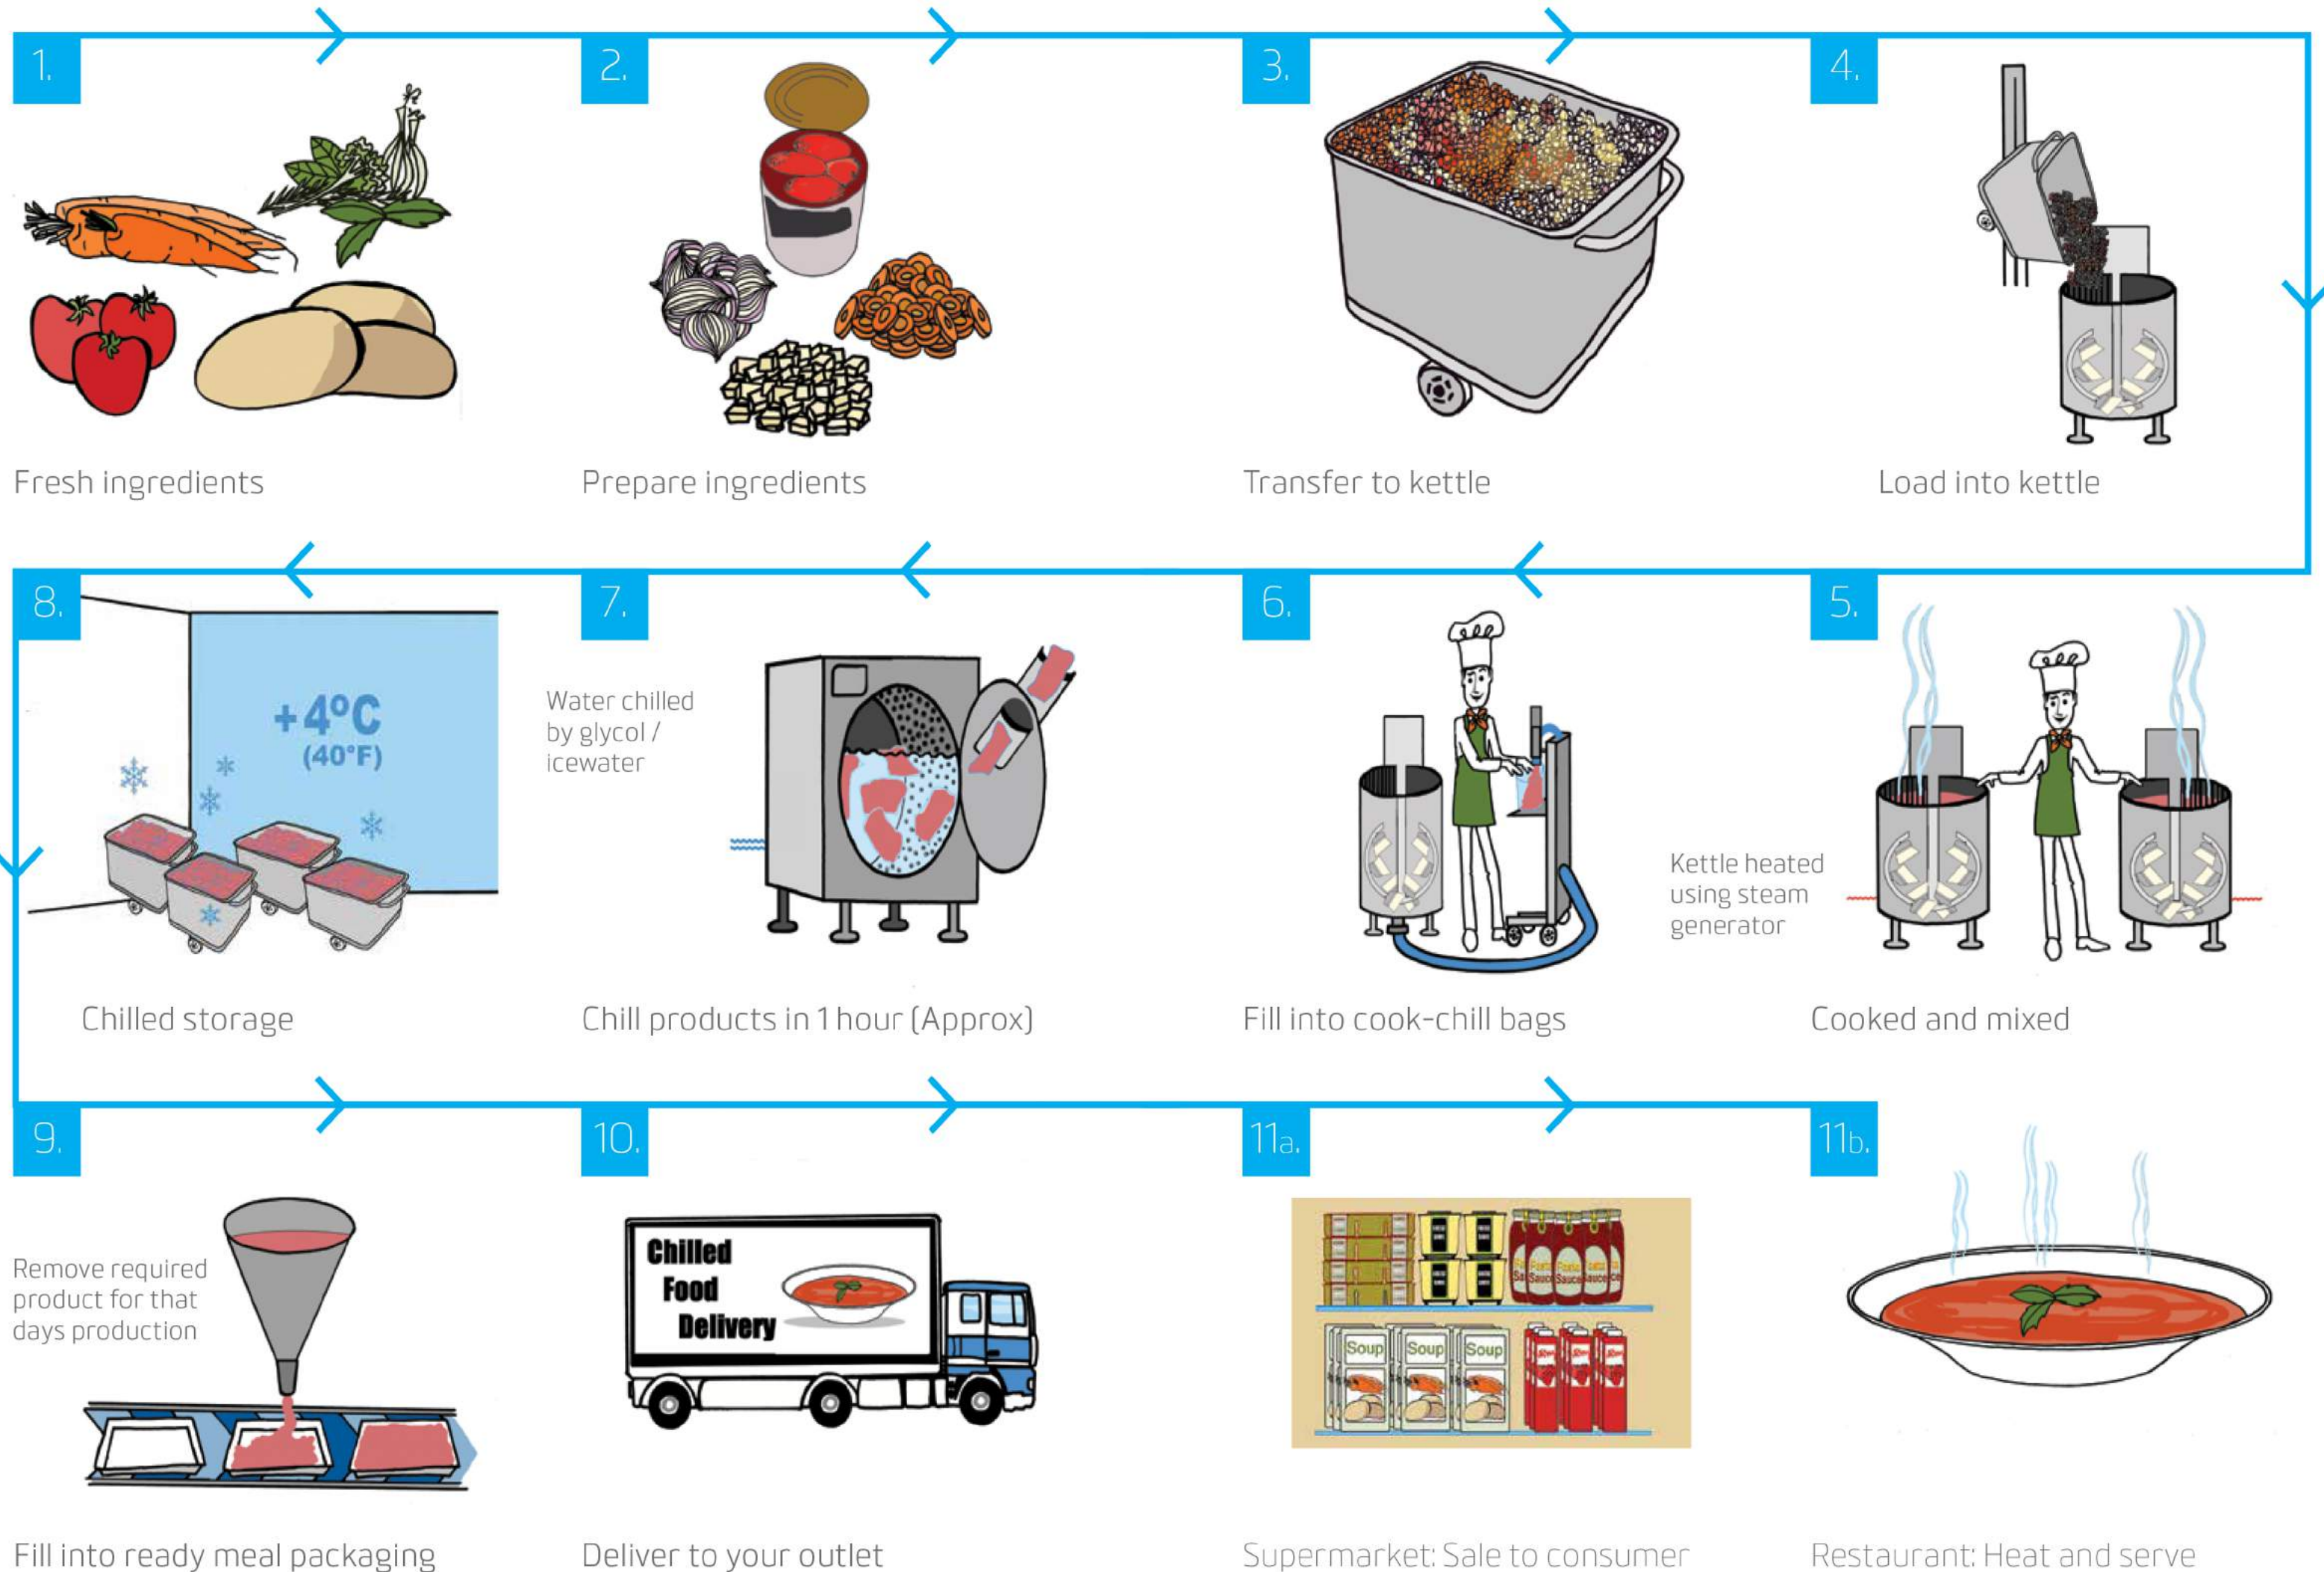 1.
Fresh ingredients
2.
Prepare ingredients
3.
Transfer to kettle
4.
Load into kettle
5.
Kettle heated
using steam
generator
Cooked and mixed
6.
Fill into cook-chill bags
7.
Water chilled
by glycol /
icewater
Chill products in 1 hour (Approx)
8.
+4°C
(40°F)
Chilled storage
9.
Remove required
product for that
days production
Fill into ready meal packaging
10.
Chilled
Food
Delivery
Deliver to your outlet
11a.
Sauce Sauce Sauce
Soup Soup Soup
Supermarket: Sale to consumer
11b.
Restaurant: Heat and serve